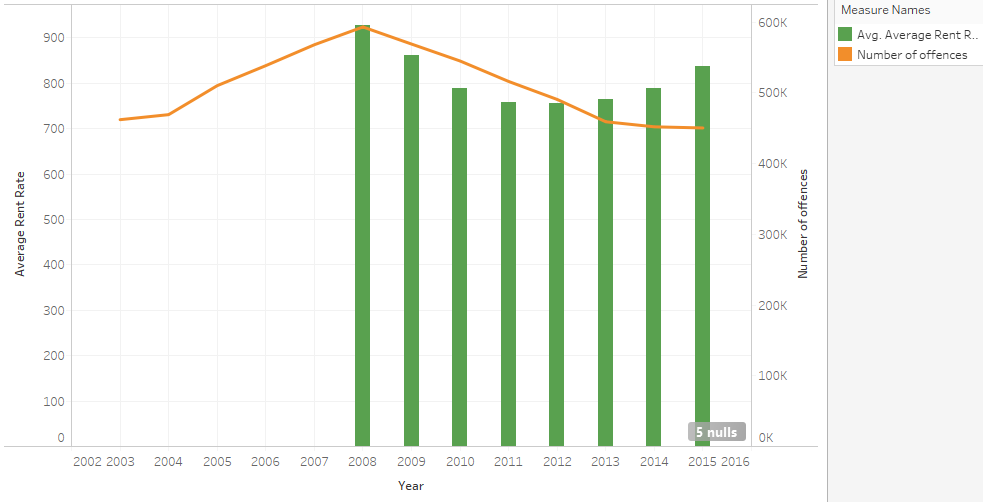 Measure Names
Avg. Average Rent R..
Number of offences
900
800
700
600
500
400
300
200
100
0
Average Rent Rate
600K
500K
400K
300K
200K
100K
0K
Number of offences
5 nulls
2002 2003 2004 2005 2006 2007 2008 2009 2010 2011 2012 2013 2014 2015 2016
Year